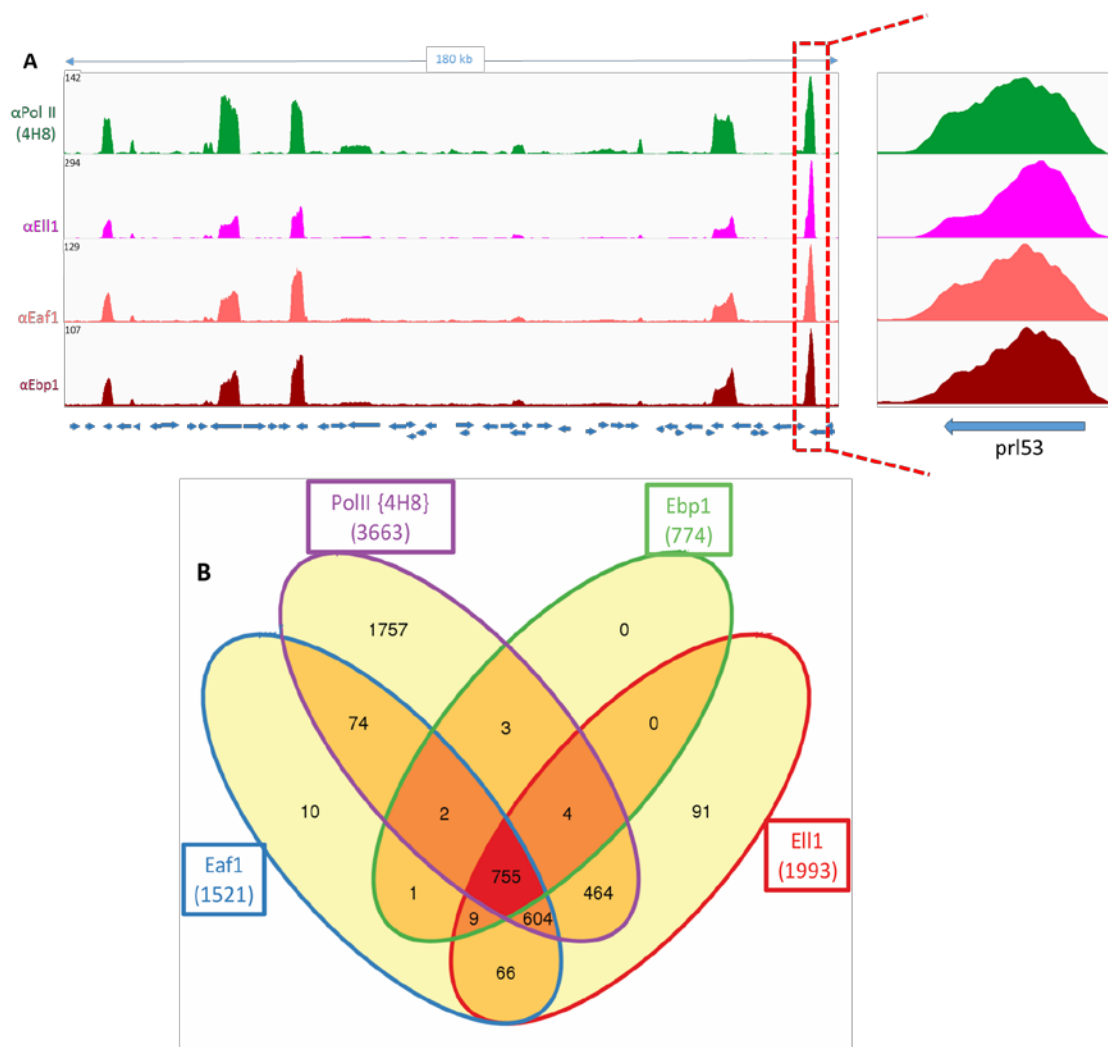 A
180 kb
142
αPol II
(4H8)
294
αEll1
129
αEaf1
107
αEbp1
prl53
PolII {4H8}
(3663)
Ebp1
(774)
B
1757
0
74
3
0
10
2
4
91
Eaf1
(1521)
Ell1
(1993)
755
1
464
9
604
66